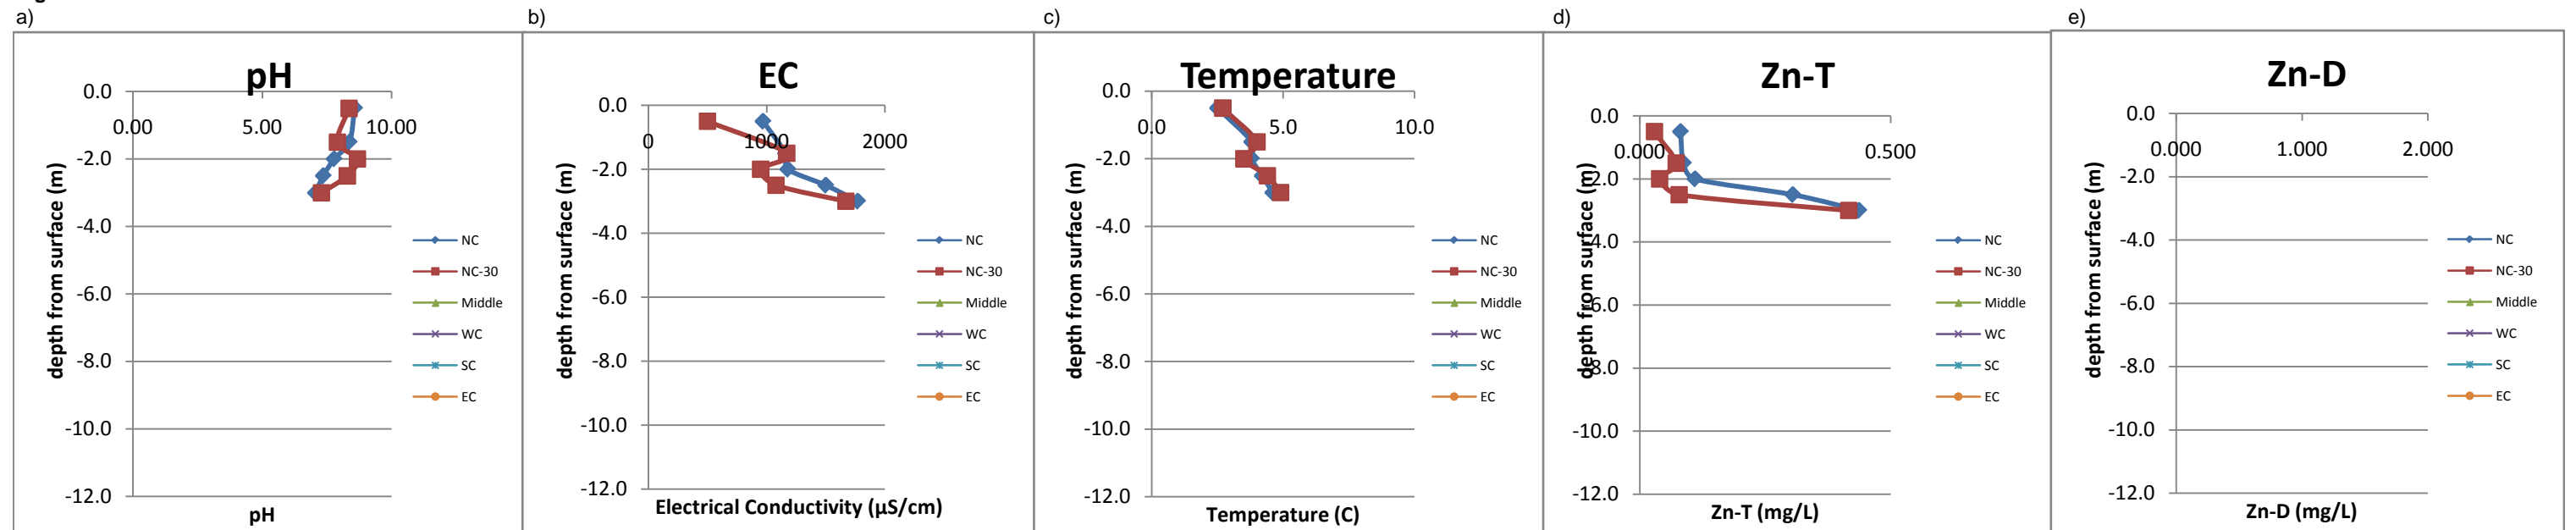 a)
b)
c)
d)
e)
pH
0.0
-2.0
-4.0
-6.0
-8.0
-10.0
-12.0
0.00 5.00 10.00
depth from surface (m)
pH
NC
NC-30
Middle
WC
SC
EC
EC
0.0
-2.0
-4.0
-6.0
-8.0
-10.0
-12.0
0 1000 2000
depth from surface (m)
Electrical Conductivity (µS/cm)
NC
NC-30
Middle
WC
SC
EC
Temperature
0.0
-2.0
-4.0
-6.0
-8.0
-10.0
-12.0
0.0 5.0 10.0
depth from surface (m)
Temperature (C)
NC
NC-30
Middle
WC
SC
EC
Zn-T
0.0
-2.0
-4.0
-6.0
-8.0
-10.0
-12.0
0.000 0.500
depth from surface (m)
Zn-T (mg/L)
NC
NC-30
Middle
WC
SC
EC
Zn-D
0.0
-2.0
-4.0
-6.0
-8.0
-10.0
-12.0
0.000 1.000 2.000
depth from surface (m)
Zn-D (mg/L)
NC
NC-30
Middle
WC
SC
EC